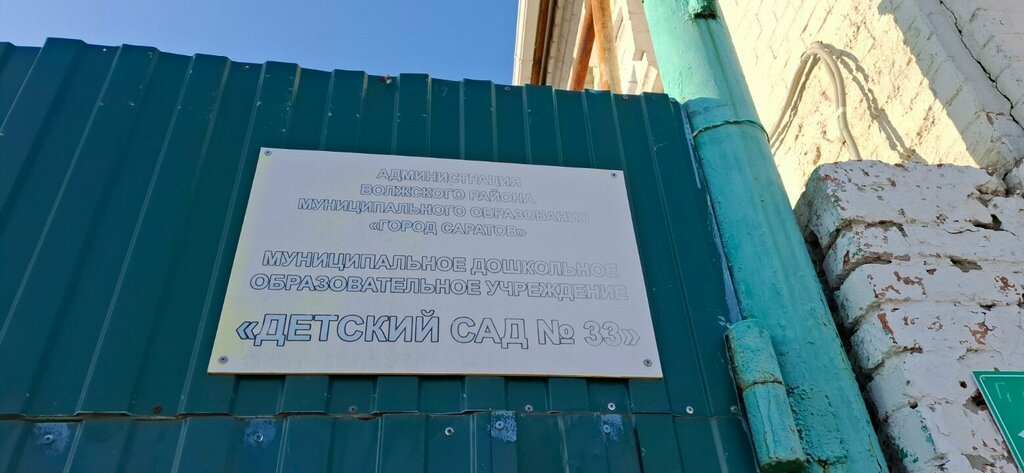 АДМИНИСТРАЦИЯ
ВОЛЖСКОГО РАЙОНА
МУНИЦИПАЛЬНОГО ОБРАЗОВАНИЯ
«ГОРОД САРАТОВ»
МУНИЦИПАЛЬНОЕ ДОШКОЛЬНОЕ
ОБРАЗОВАТЕЛЬНОЕ УЧРЕЖДЕНИЕ
«ДЕТСКИЙ САД № 33»